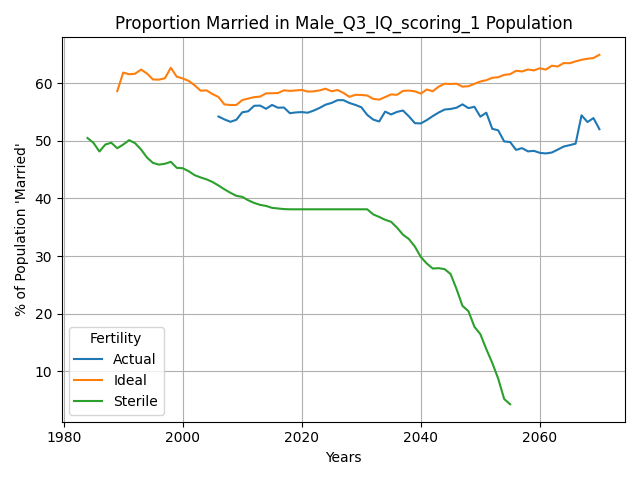 Proportion Married in Male_Q3_IQ_scoring_1 Population
% of Population 'Married'
60
50
40
30
20
10
Fertility
Actual
Ideal
Sterile
1980 2000 2020 2040 2060
Years